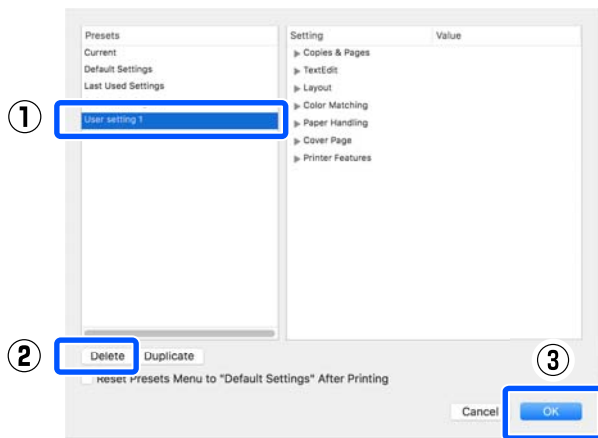 Presets
Current
Default Settings
Last Used Settings
① User setting 1
Setting Value
▶ Copies & Pages
▶ TextEdit
▶ Layout
▶ Color Matching
▶ Paper Handling
▶ Cover Page
▶ Printer Features
② Delete Duplicate
Reset Presets Menu to "Default Settings" After Printing
③
Cancel OK